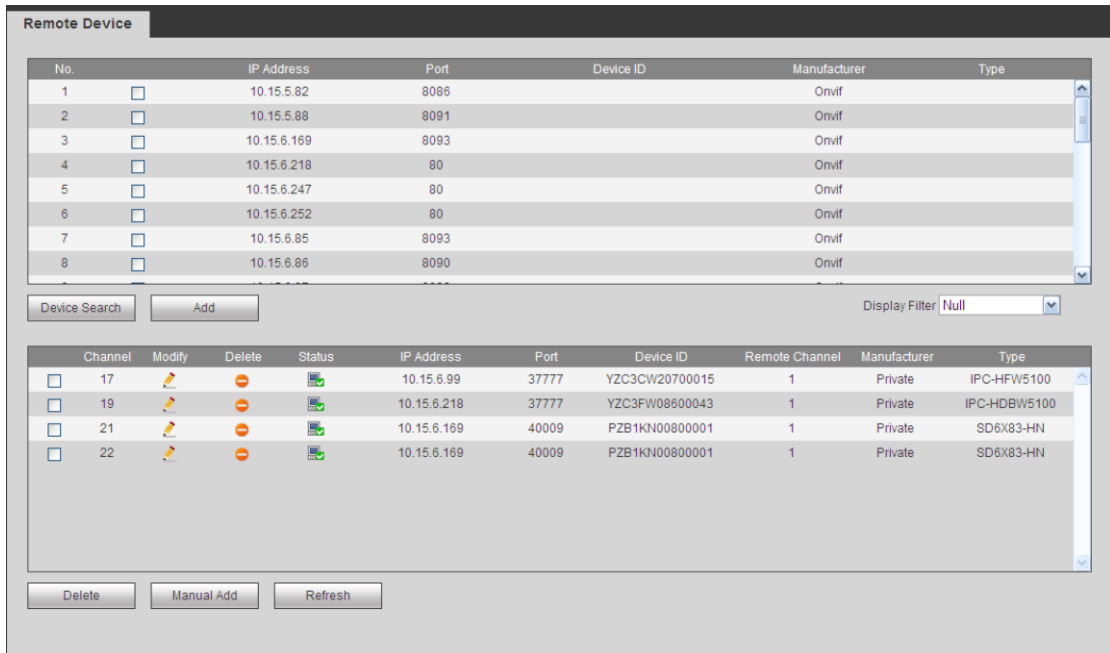 Remote Device
No. IP Address Port Device ID Manufacturer Type
1 10.15.5.82 8086 Onvif
2 10.15.5.88 8091 Onvif
3 10.15.6.169 8093 Onvif
4 10.15.6.218 80 Onvif
5 10.15.6.247 80 Onvif
6 10.15.6.252 80 Onvif
7 10.15.6.85 8093 Onvif
8 10.15.6.86 8090 Onvif
Device Search Add Display Filter Null
Channel Modify Delete Status IP Address Port Device ID Remote Channel Manufacturer Type
17 10.15.6.99 37777 YZC3CW20700015 1 Private IPC-HFW5100
19 10.15.6.218 37777 YZC3FW08600043 1 Private IPC-HDBW5100
21 10.15.6.169 40009 PZB1KN00800001 1 Private SD6X83-HN
22 10.15.6.169 40009 PZB1KN00800001 1 Private SD6X83-HN
Delete Manual Add Refresh